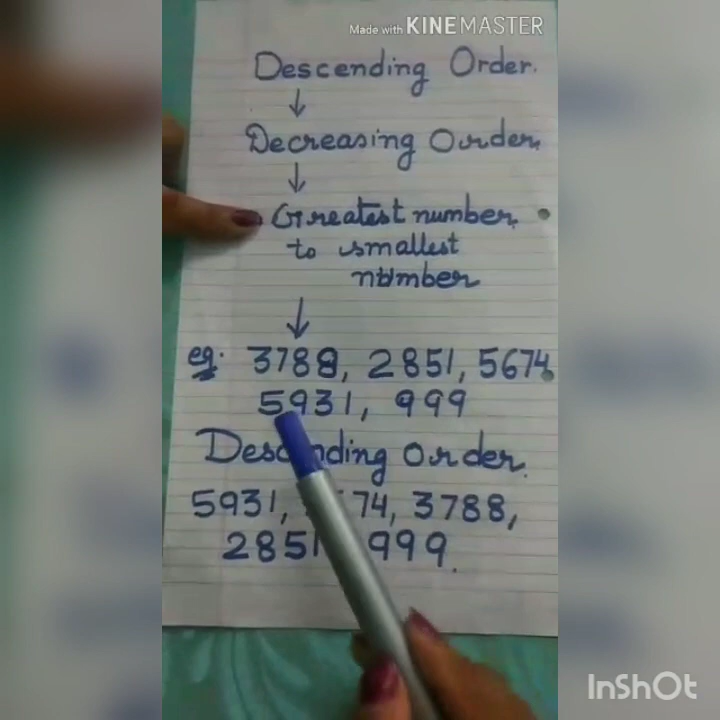 Made with KINEMASTER
Descending Order.
↓
Decreasing Order.
↓
Greatest number
to smallest
number
↓
eg. 3788, 2851, 5674
5931, 999
Descending Order.
5931, 74, 3788,
2851 999.
InShOt